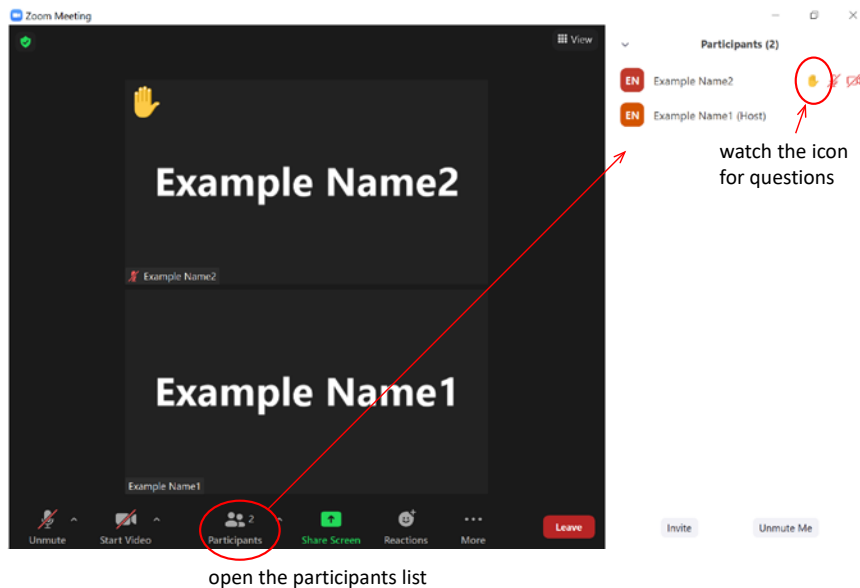 Zoom Meeting
View
Participants (2)
EN Example Name2
EN Example Name1 (Host)
watch the icon
for questions
Example Name2
Example Name2
Example Name1
Example Name1
Unmute
Start Video
2
Participants
Share Screen
Reactions
More
Leave
Invite
Unmute Me
open the participants list